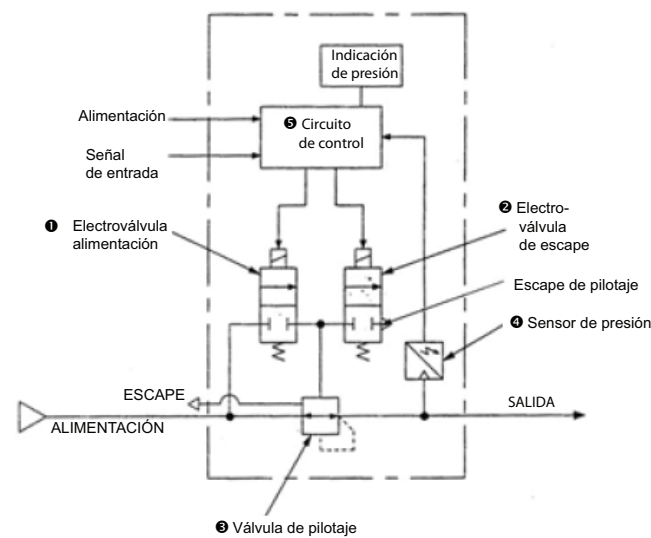 Indicación
de presión
Alimentación
❺ Circuito
de control
Señal
de entrada
❶ Electroválvula
alimentación
❷ Electro-
válvula
de escape
Escape de pilotaje
❹ Sensor de presión
ESCAPE
SALIDA
ALIMENTACIÓN
❸ Válvula de pilotaje